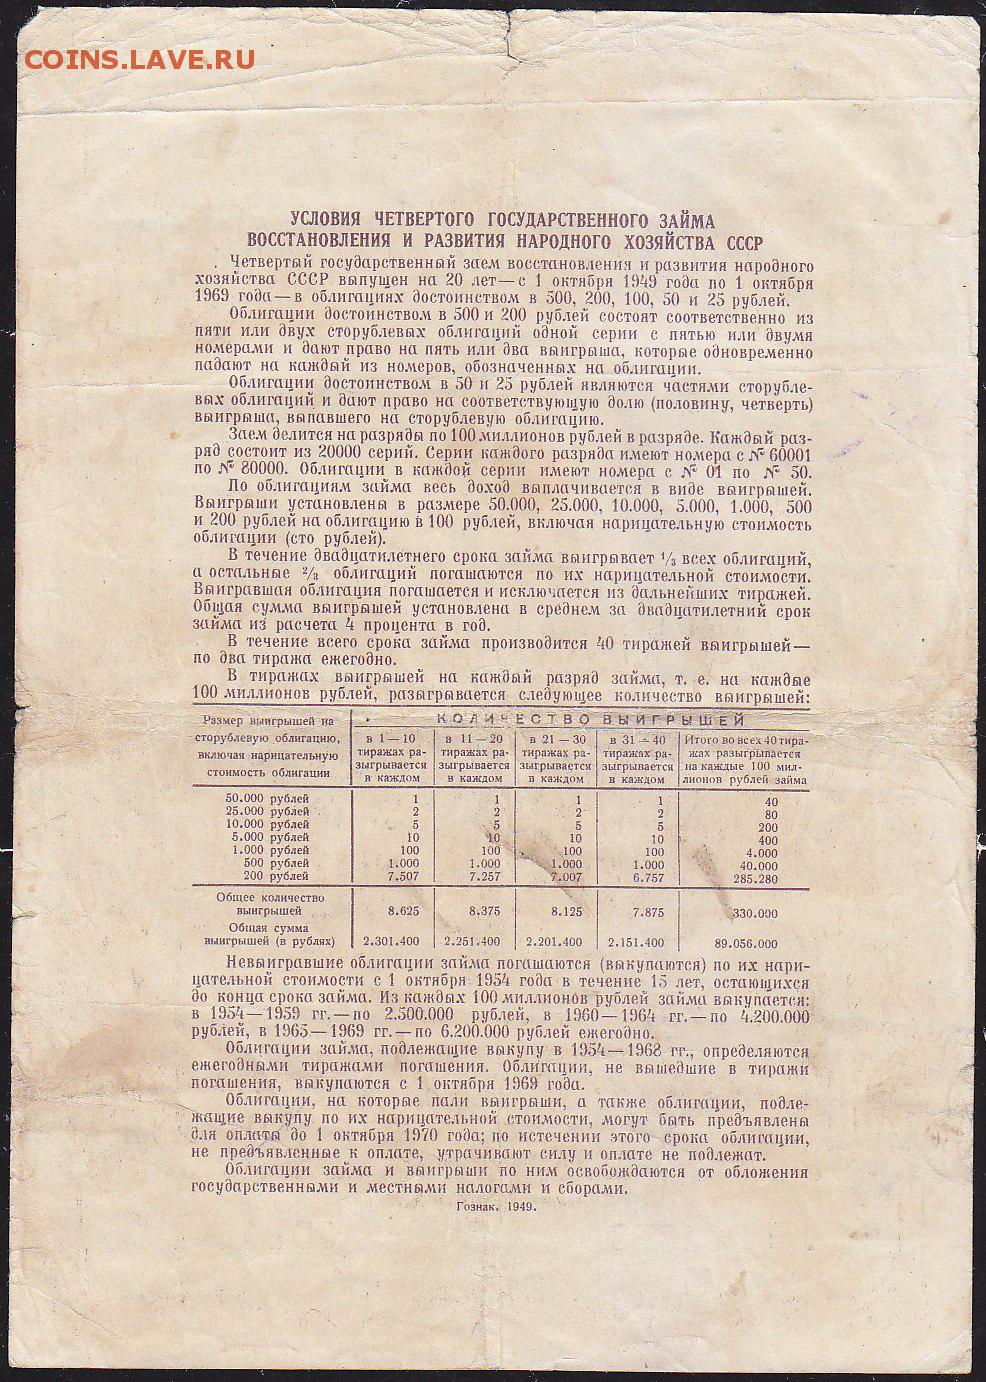 COINS.LAVE.RU
УСЛОВИЯ ЧЕТВЕРТОГО ГОСУДАРСТВЕННОГО ЗАЙМА
ВОССТАНОВЛЕНИЯ И РАЗВИТИЯ НАРОДНОГО ХОЗЯЙСТВА СССР
Четвертый государственный заем восстановления и развития народного
хозяйства СССР выпущен на 20 лет — с 1 октября 1949 года по 1 октября
1969 года — в облигациях достоинством в 500, 200, 100, 50 и 25 рублей.
Облигации достоинством в 500 и 200 рублей состоят соответственно из
пяти или двух сторублевых облигаций одной серии с пятью или двумя
номерами и дают право на пять или два выигрыша, которые одновременно
падают на каждый из номеров, обозначенных на облигации.
Облигации достоинством в 50 и 25 рублей являются частями сторубле-
вых облигаций и дают право на соответствующую долю (половину, четверть)
выигрыша, выпавшего на сторублевую облигацию.
Заем делится на разряды по 100 миллионов рублей в разряде. Каждый раз-
ряд состоит из 20000 серий. Серии каждого разряда имеют номера с № 60001
по № 80000. Облигации в каждой серии имеют номера с № 01 по № 50.
По облигациям займа весь доход выплачивается в виде выигрышей.
Выигрыши установлены в размере 50.000, 25.000, 10.000, 5.000, 1.000, 500
и 200 рублей на облигацию в 100 рублей, включая нарицательную стоимость
облигации (сто рублей).
В течение двадцатилетнего срока займа выигрывает 1/3 всех облигаций,
а остальные 2/3 облигаций погашаются по их нарицательной стоимости.
Выигравшая облигация погашается и исключается из дальнейших тиражей.
Общая сумма выигрышей установлена в среднем за двадцатилетний срок
займа из расчета 4 процента в год.
В течение всего срока займа производится 40 тиражей выигрышей —
по два тиража ежегодно.
В тиражах выигрышей на каждый разряд займа, т. е. на каждые
100 миллионов рублей, разыгрывается следующее количество выигрышей:
Размер выигрышей на КОЛИЧЕСТВО ВЫИГРЫШЕЙ
сторублевую облигацию, в 1 — 10 в 11 — 20 в 21 — 30 в 31 — 40 Итого во всех 40 тира-
включая нарицательную тиражах ра- тиражах ра- тиражах ра- тиражах ра- жах разыгрывается
стоимость облигации зыгрывается зыгрывается зыгрывается зыгрывается на каждые 100 мил-
в каждом в каждом в каждом в каждом лионов рублей займа
50.000 рублей 1 1 1 1 40
25.000 рублей 2 2 2 2 80
10.000 рублей 5 5 5 5 200
5.000 рублей 10 10 10 10 400
1.000 рублей 100 100 100 100 4.000
500 рублей 1.000 1.000 1.000 1.000 40.000
200 рублей 7.507 7.257 7.007 6.757 285.280
Общее количество
выигрышей 8.625 8.375 8.125 7.875 330.000
Общая сумма
выигрышей (в рублях) 2.301.400 2.251.400 2.201.400 2.151.400 89.056.000
Невыигравшие облигации займа погашаются (выкупаются) по их нари-
цательной стоимости с 1 октября 1954 года в течение 15 лет, остающихся
до конца срока займа. Из каждых 100 миллионов рублей займа выкупается:
в 1954 — 1959 гг. — по 2.500.000 рублей, в 1960 — 1964 гг. — по 4.200.000
рублей, в 1965 — 1969 гг. — по 6.200.000 рублей ежегодно.
Облигации займа, подлежащие выкупу в 1954 — 1968 гг., определяются
ежегодными тиражами погашения. Облигации, не вышедшие в тиражи
погашения, выкупаются с 1 октября 1969 года.
Облигации, на которые пали выигрыши, а также облигации, подле-
жащие выкупу по их нарицательной стоимости, могут быть предъявлены
для оплаты до 1 октября 1970 года; по истечении этого срока облигации,
не предъявленные к оплате, утрачивают силу и оплате не подлежат.
Облигации займа и выигрыши по ним освобождаются от обложения
государственными и местными налогами и сборами.
Гознак. 1949.